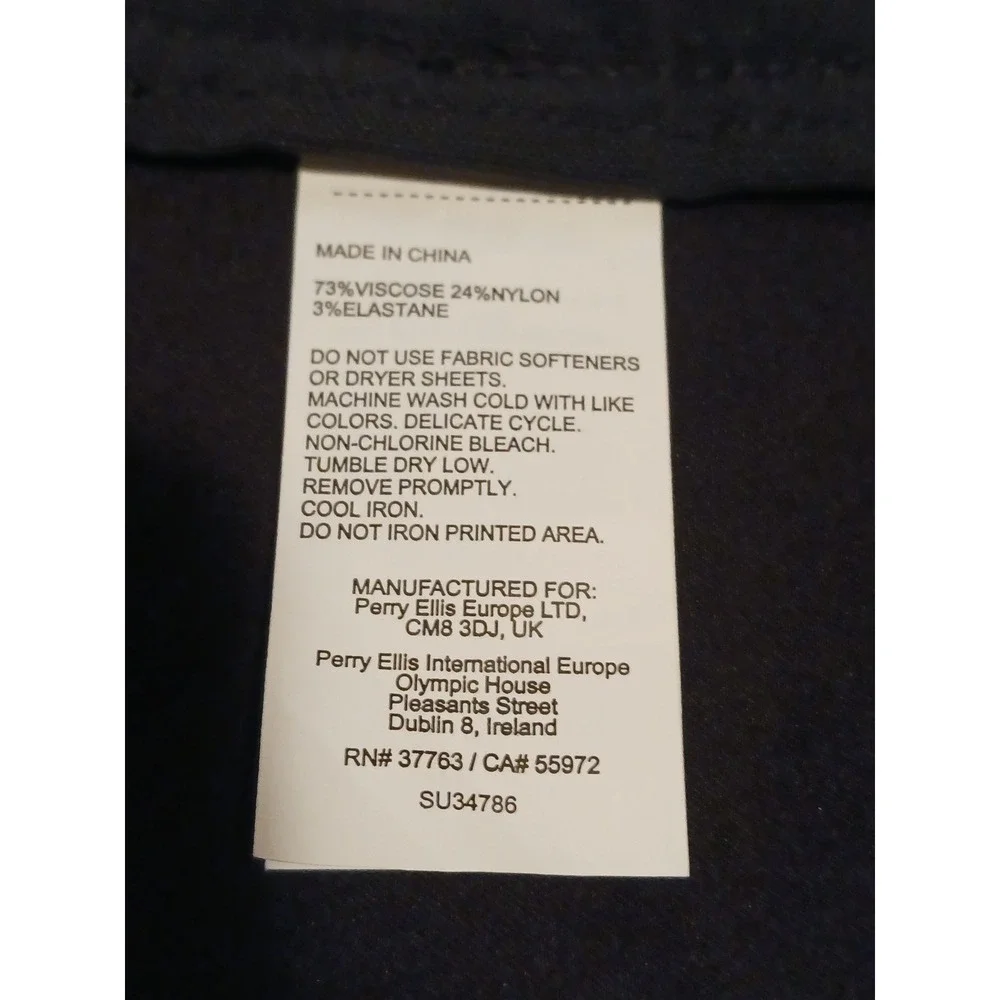 MADE IN CHINA
73%VISCOSE 24%NYLON
3%ELASTANE
DO NOT USE FABRIC SOFTENERS
OR DRYER SHEETS.
MACHINE WASH COLD WITH LIKE
COLORS. DELICATE CYCLE.
NON-CHLORINE BLEACH.
TUMBLE DRY LOW.
REMOVE PROMPTLY.
COOL IRON.
DO NOT IRON PRINTED AREA.
MANUFACTURED FOR:
Perry Ellis Europe LTD,
CM8 3DJ, UK
Perry Ellis International Europe
Olympic House
Pleasants Street
Dublin 8, Ireland
RN# 37763 / CA# 55972
SU34786